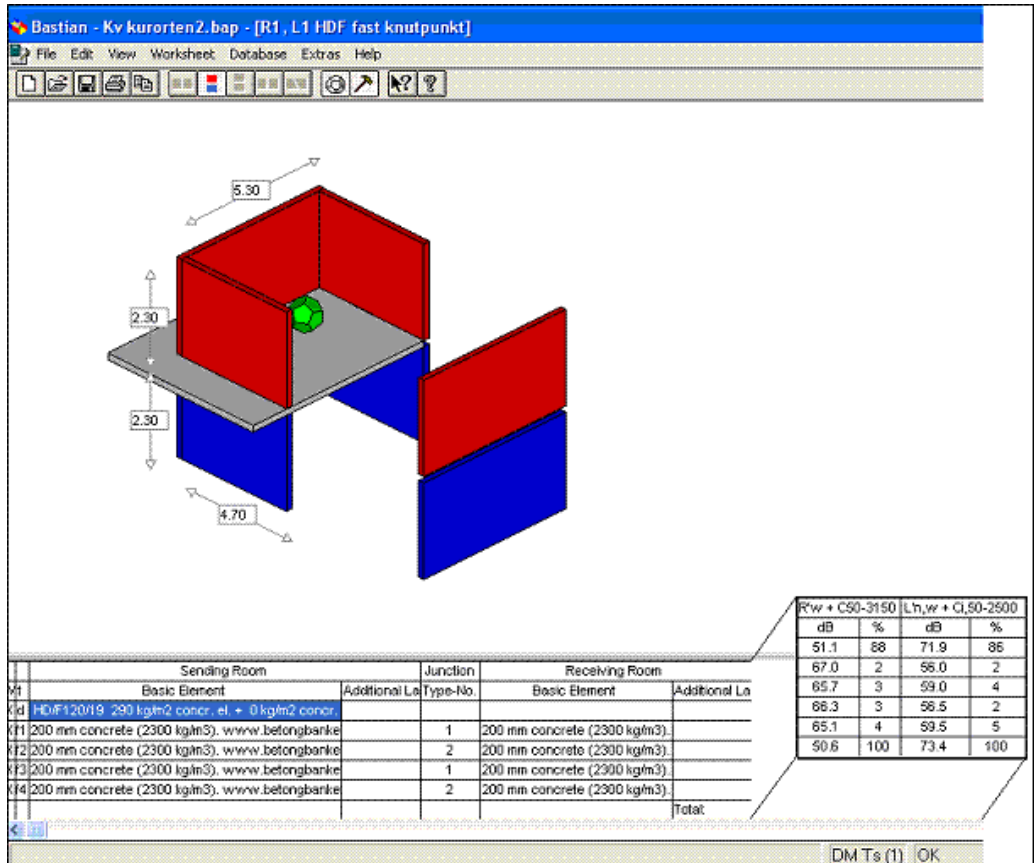 Bastian - Kv kurorten2.bap - [R1 , L1 HDF fast knutpunkt]
File Edit View Worksheet Database Extras Help
5.30
2.30
2.30
4.70
R'w + C50-3150 L'n,w + Ci,50-2500
dB % dB %
51.1 88 71.9 86
67.0 2 56.0 2
65.7 3 59.0 4
66.3 3 56.5 2
65.1 4 59.5 5
50.6 100 73.4 100
Sending Room Junction Receiving Room
Basic Element Additional La Type-No. Basic Element Additional La
d HD/F120/19 290 kg/m2 concr. el. + 0 kg/m2 concr.
f1 200 mm concrete (2300 kg/m3). www.betongbanke 1 200 mm concrete (2300 kg/m3).
f2 200 mm concrete (2300 kg/m3). www.betongbanke 2 200 mm concrete (2300 kg/m3).
f3 200 mm concrete (2300 kg/m3). www.betongbanke 1 200 mm concrete (2300 kg/m3).
f4 200 mm concrete (2300 kg/m3). www.betongbanke 2 200 mm concrete (2300 kg/m3).
Total:
DM Ts (1) OK